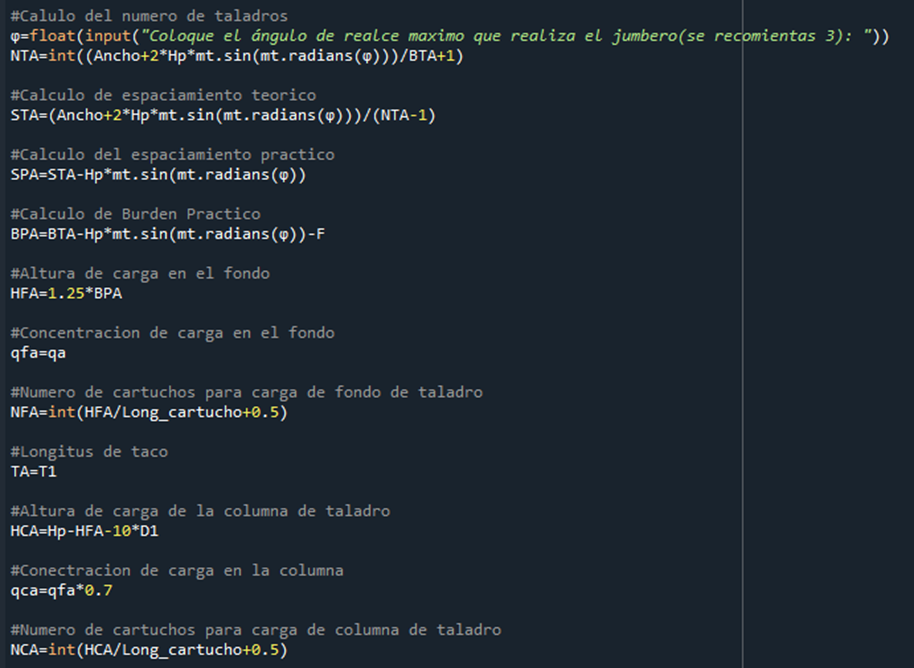 #Calulo del numero de taladros
φ=float(input("Coloque el ángulo de realce maximo que realiza el jumbero(se recomientas 3): "))
NTA=int((Ancho+2*Hp*mt.sin(mt.radians(φ)))/BTA+1)
#Calculo de espaciamiento teorico
STA=(Ancho+2*Hp*mt.sin(mt.radians(φ)))/(NTA-1)
#Calculo del espaciamiento practico
SPA=STA-Hp*mt.sin(mt.radians(φ))
#Calculo de Burden Practico
BPA=BTA-Hp*mt.sin(mt.radians(φ))-F
#Altura de carga en el fondo
HFA=1.25*BPA
#Concentracion de carga en el fondo
qfa=qa
#Numero de cartuchos para carga de fondo de taladro
NFA=int(HFA/Long_cartucho+0.5)
#Longitus de taco
TA=T1
#Altura de carga de la columna de taladro
HCA=Hp-HFA-10*D1
#Conectracion de carga en la columna
qca=qfa*0.7
#Numero de cartuchos para carga de columna de taladro
NCA=int(HCA/Long_cartucho+0.5)